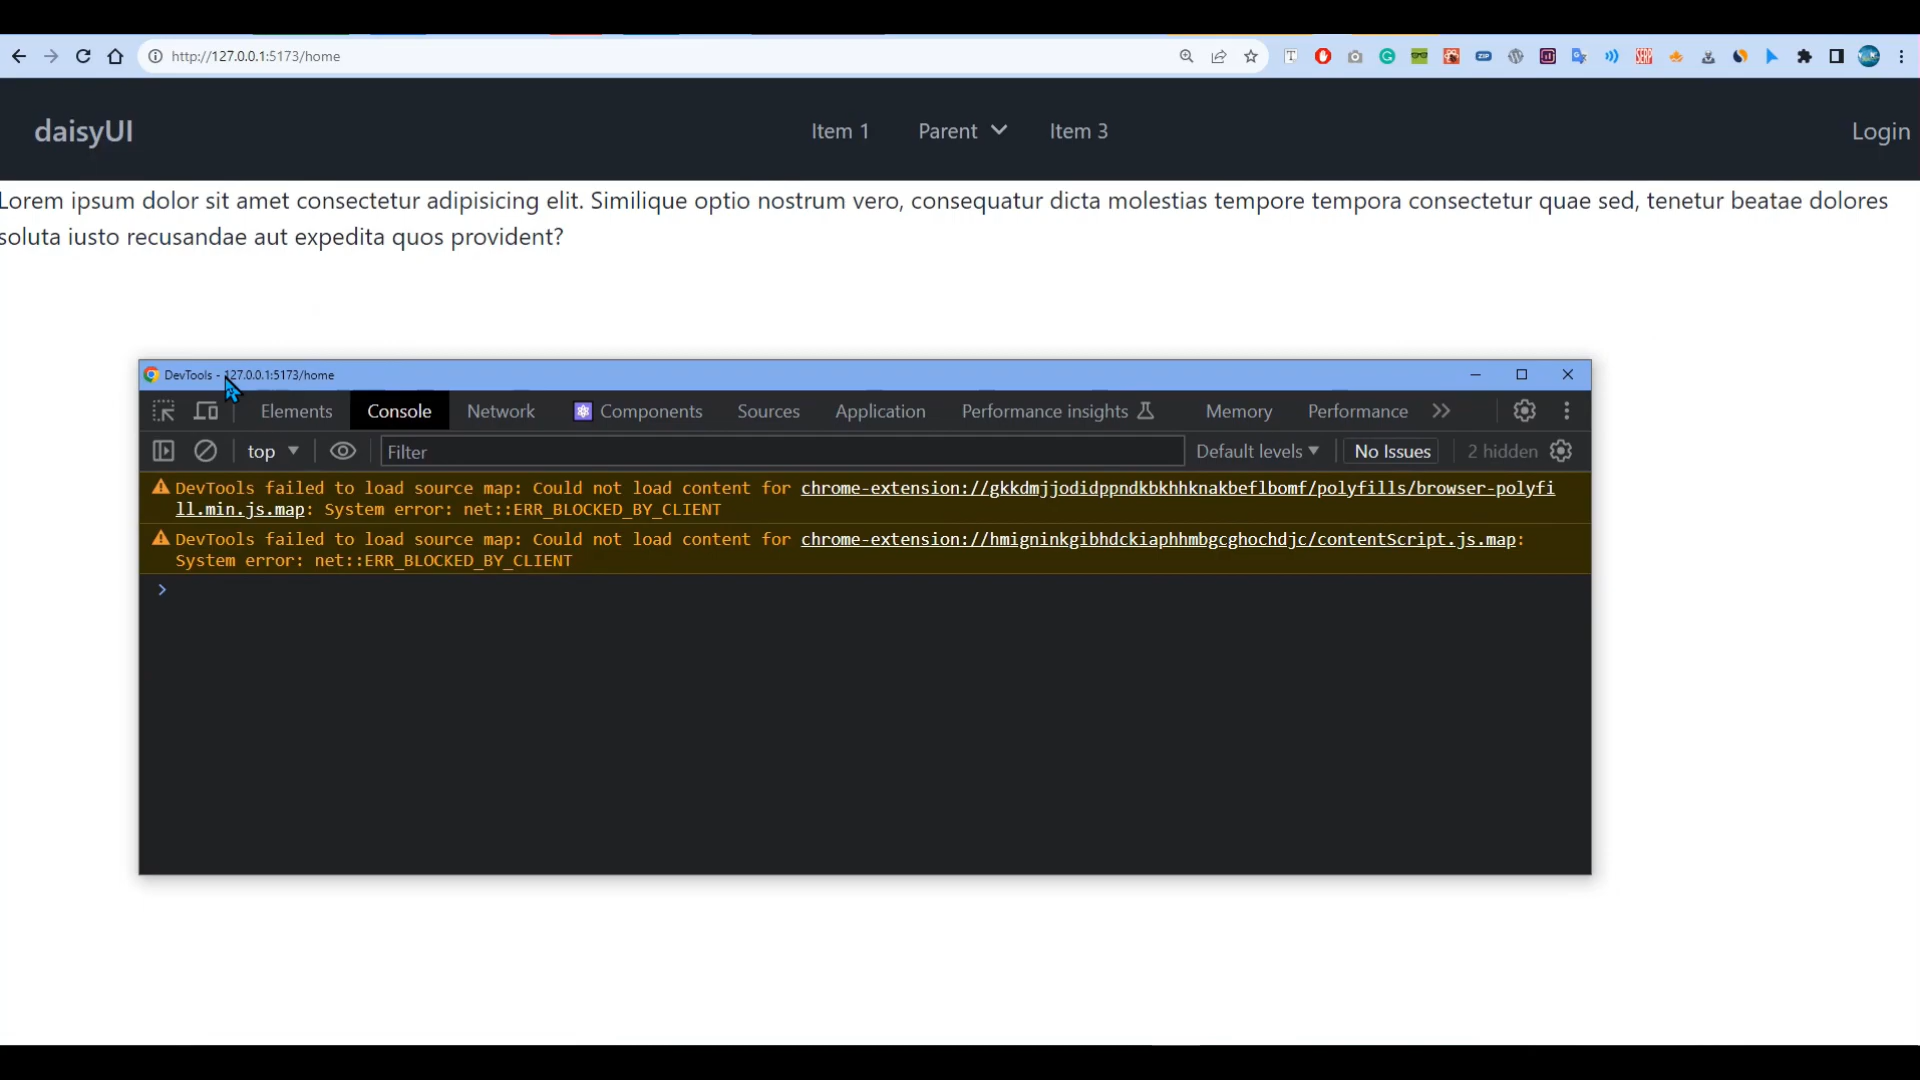 http://127.0.0.1:5173/home
daisyUI
Item 1
Parent
Item 3
Login
Lorem ipsum dolor sit amet consectetur adipisicing elit. Similique optio nostrum vero, consequatur dicta molestias tempore tempora consectetur quae sed, tenetur beatae dolores
soluta iusto recusandae aut expedita quos provident?
DevTools - 127.0.0.1:5173/home
Elements
Console
Network
Components
Sources
Application
Performance insights
Memory
Performance
top
Filter
Default levels
No Issues
2 hidden
DevTools failed to load source map: Could not load content for chrome-extension://gkkdmjjodidppndkbkhhknakbeflbomf/polyfills/browser-polyfi
ll.min.js.map: System error: net::ERR_BLOCKED_BY_CLIENT
DevTools failed to load source map: Could not load content for chrome-extension://hmigninkgibhdckiaphhmbgcghochdjc/contentScript.js.map:
System error: net::ERR_BLOCKED_BY_CLIENT